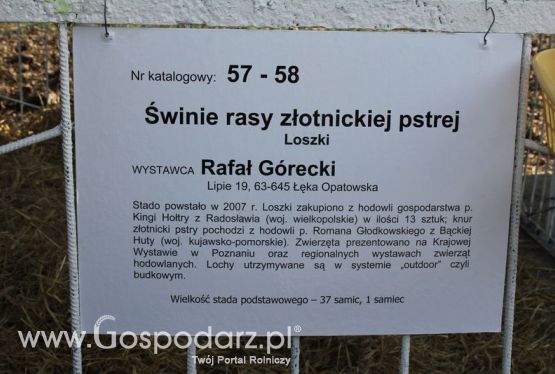 Nr katalogowy: 57 - 58
Świnie rasy złotnickiej pstrej
Loszki
WYSTAWCA Rafał Górecki
Lipie 19, 63-645 Łęka Opatowska
Stado powstało w 2007 r. Loszki zakupiono z hodowli gospodarstwa p.
Kingi Hołtry z Radosławia (woj. wielkopolskie) w ilości 13 sztuk; knur
złotnicki pstry pochodzi z hodowli p. Romana Głodkowskiego z Bąckiej
Huty (woj. kujawsko-pomorskie). Zwierzęta prezentowano na Krajowej
Wystawie w Poznaniu oraz regionalnych wystawach zwierząt
hodowlanych. Lochy utrzymywane są w systemie „outdoor” czyli
budkowym.
Wielkość stada podstawowego – 37 samic, 1 samiec
www.Gospodarz.pl®
Twój Portal Rolniczy